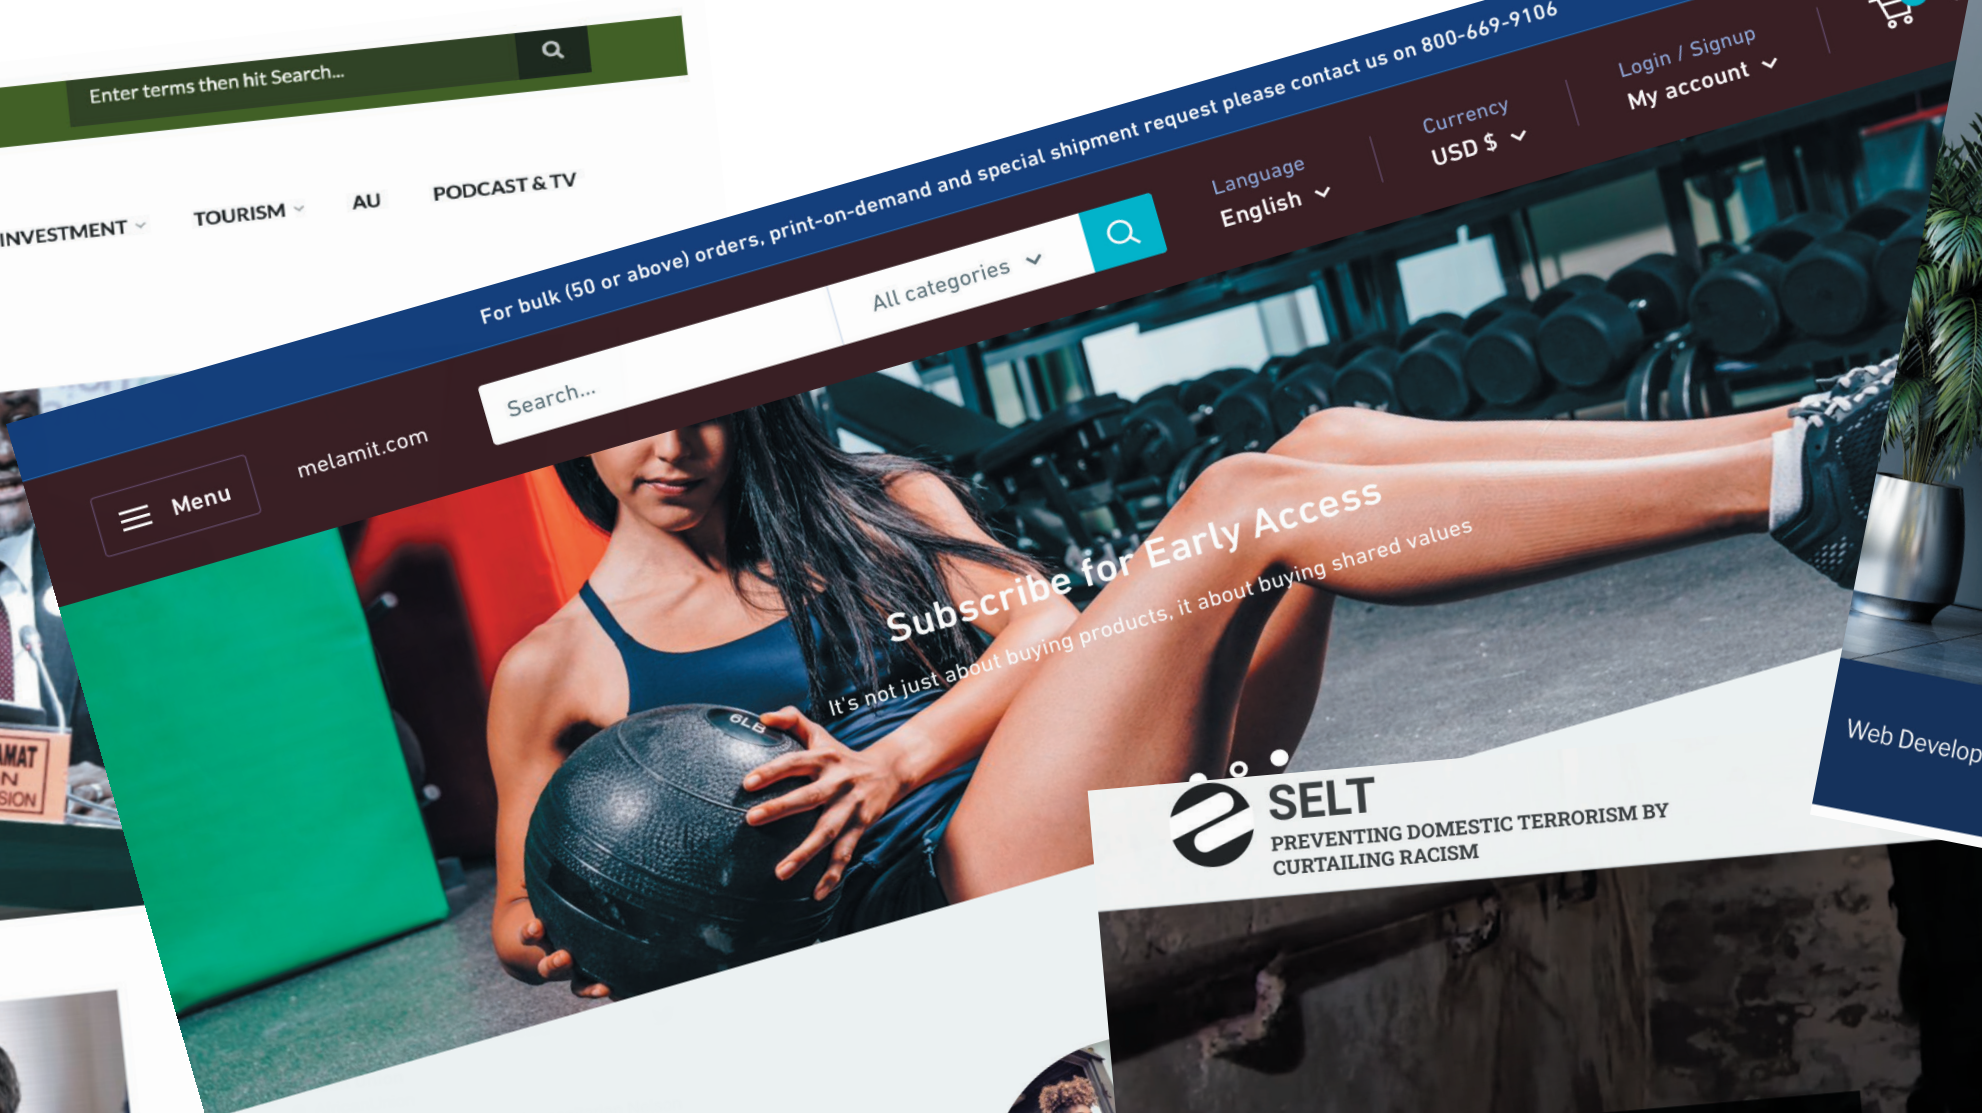 Enter terms then hit Search...
INVESTMENT
TOURISM
AU
PODCAST & TV
For bulk (50 or above) orders, print-on-demand and special shipment request please contact us on 800-669-9106
Menu
melamit.com
Search...
All categories
Language
English
Currency
USD $
Login / Signup
My account
Subscribe for Early Access
It's not just about buying products, it about buying shared values
6LB
SELT
PREVENTING DOMESTIC TERRORISM BY
CURTAILING RACISM
Web Develop